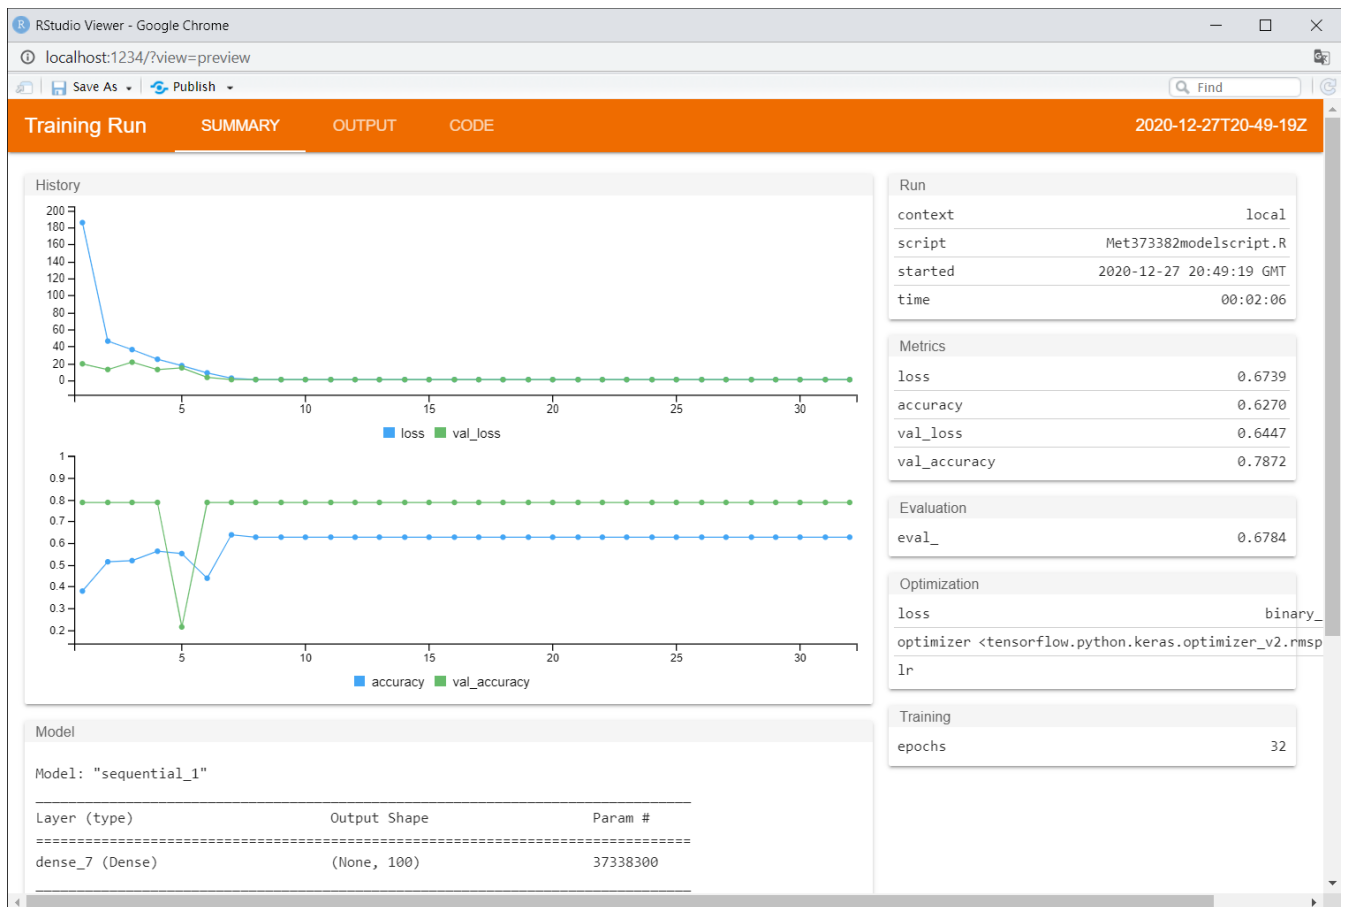 RStudio Viewer - Google Chrome
localhost:1234/?view=preview
Save As Publish Find
Training Run SUMMARY OUTPUT CODE 2020-12-27T20-49-19Z
History
200
180
160
140
120
100
80
60
40
20
0
5 10 15 20 25 30
loss val_loss
1
0.9
0.8
0.7
0.6
0.5
0.4
0.3
0.2
5 10 15 20 25 30
accuracy val_accuracy
Model
Model: "sequential_1"
Layer (type) Output Shape Param #
dense_7 (Dense) (None, 100) 37338300
Run
context local
script Met373382modelscript.R
started 2020-12-27 20:49:19 GMT
time 00:02:06
Metrics
loss 0.6739
accuracy 0.6270
val_loss 0.6447
val_accuracy 0.7872
Evaluation
eval_ 0.6784
Optimization
loss binary_
optimizer <tensorflow.python.keras.optimizer_v2.rmsp
lr
Training
epochs 32